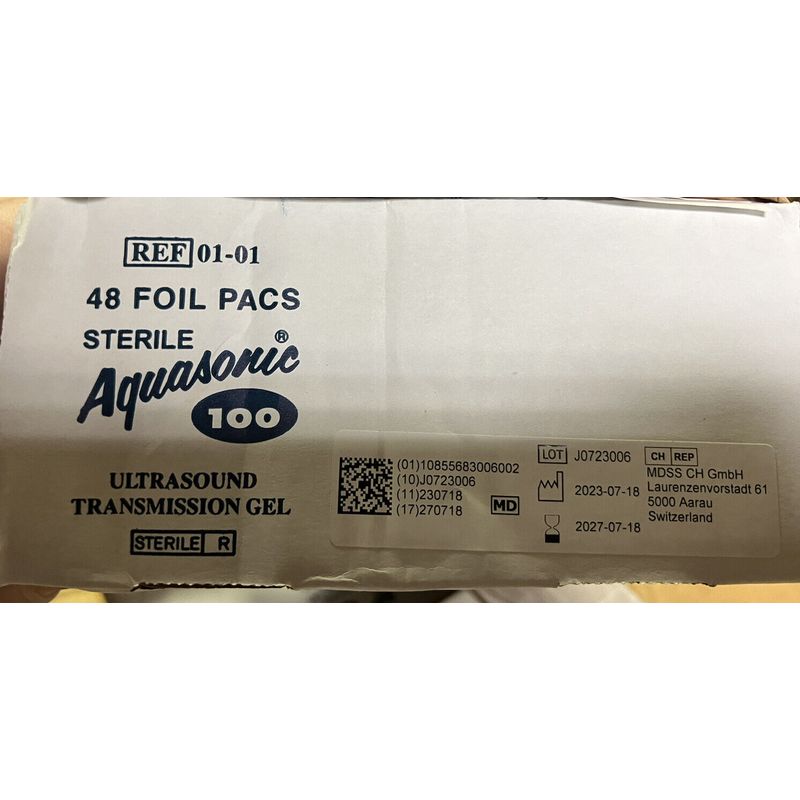 REF 01-01
48 FOIL PACS
STERILE
Aquasonic®
100
ULTRASOUND
TRANSMISSION GEL
STERILE R
(01)10855683006002
(10)J0723006
(11)230718
(17)270718
MD
LOT J0723006
2023-07-18
2027-07-18
CH REP
MDSS CH GmbH
Laurenzenvorstadt 61
5000 Aarau
Switzerland